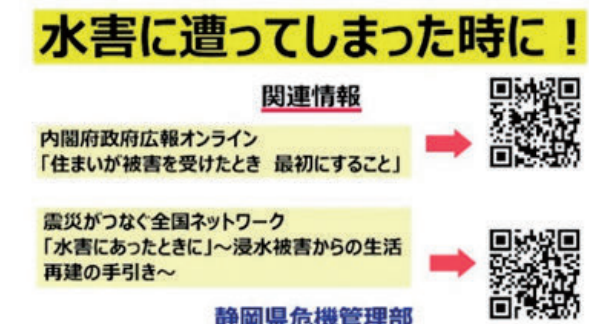 水害に遭ってしまった時に！
関連情報
内閣府政府広報オンライン
「住まいが被害を受けたとき 最初にすること」
震災がつなぐ全国ネットワーク
「水害にあったときに」～浸水被害からの生活
再建の手引き～
静岡県危機管理部